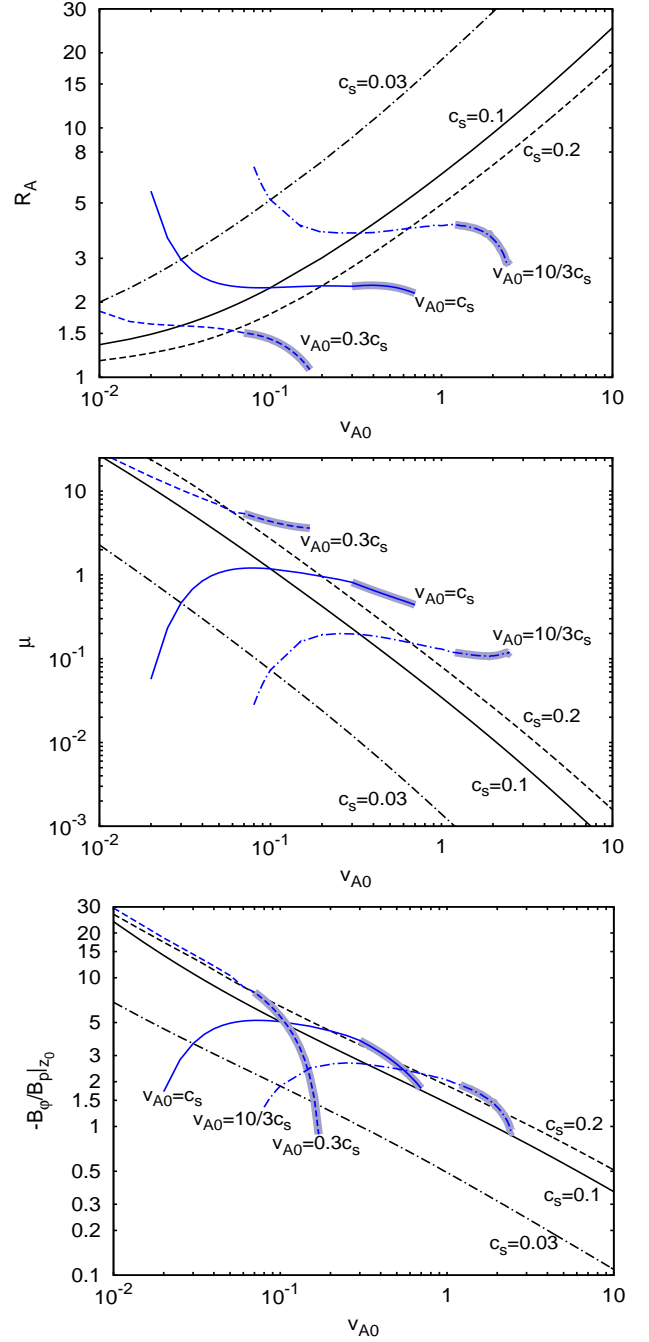 30
20
15
10
8
5
3
2
1.5
1
R_A
c_s=0.03
c_s=0.1
c_s=0.2
v_A0=10/3c_s
v_A0=c_s
v_A0=0.3c_s
10^-2 10^-1 1 10
v_A0
10
1
10^-1
10^-2
10^-3
μ
v_A0=0.3c_s
v_A0=c_s
v_A0=10/3c_s
c_s=0.2
c_s=0.1
c_s=0.03
10^-2 10^-1 1 10
v_A0
30
20
15
10
5
3
2
1.5
1
0.5
0.3
0.2
0.1
-B_φ/B_p|z_0
v_A0=c_s
v_A0=10/3c_s
v_A0=0.3c_s
c_s=0.2
c_s=0.1
c_s=0.03
10^-2 10^-1 1 10
v_A0